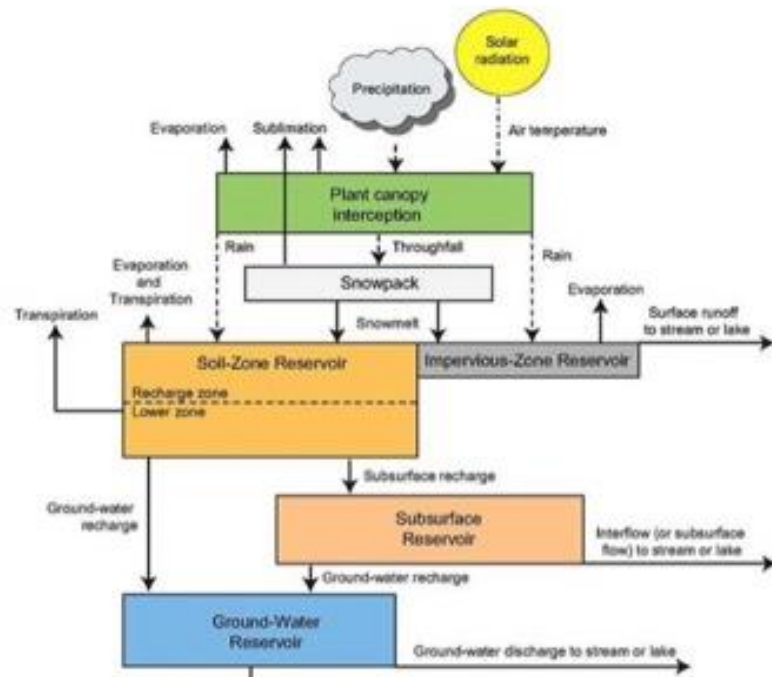 Solar
radiation
Precipitation
Evaporation
Sublimation
Air temperature
Plant canopy
interception
Rain
Throughfall
Rain
Evaporation
and
Transpiration
Snowpack
Evaporation
Surface runoff
to stream or lake
Transpiration
Snowmelt
Soil-Zone Reservoir
Impervious-Zone Reservoir
Recharge zone
Lower zone
Subsurface recharge
Ground-water
recharge
Subsurface
Reservoir
Interflow (or subsurface
flow) to stream or lake
Ground-water recharge
Ground-Water
Reservoir
Ground-water discharge to stream or lake